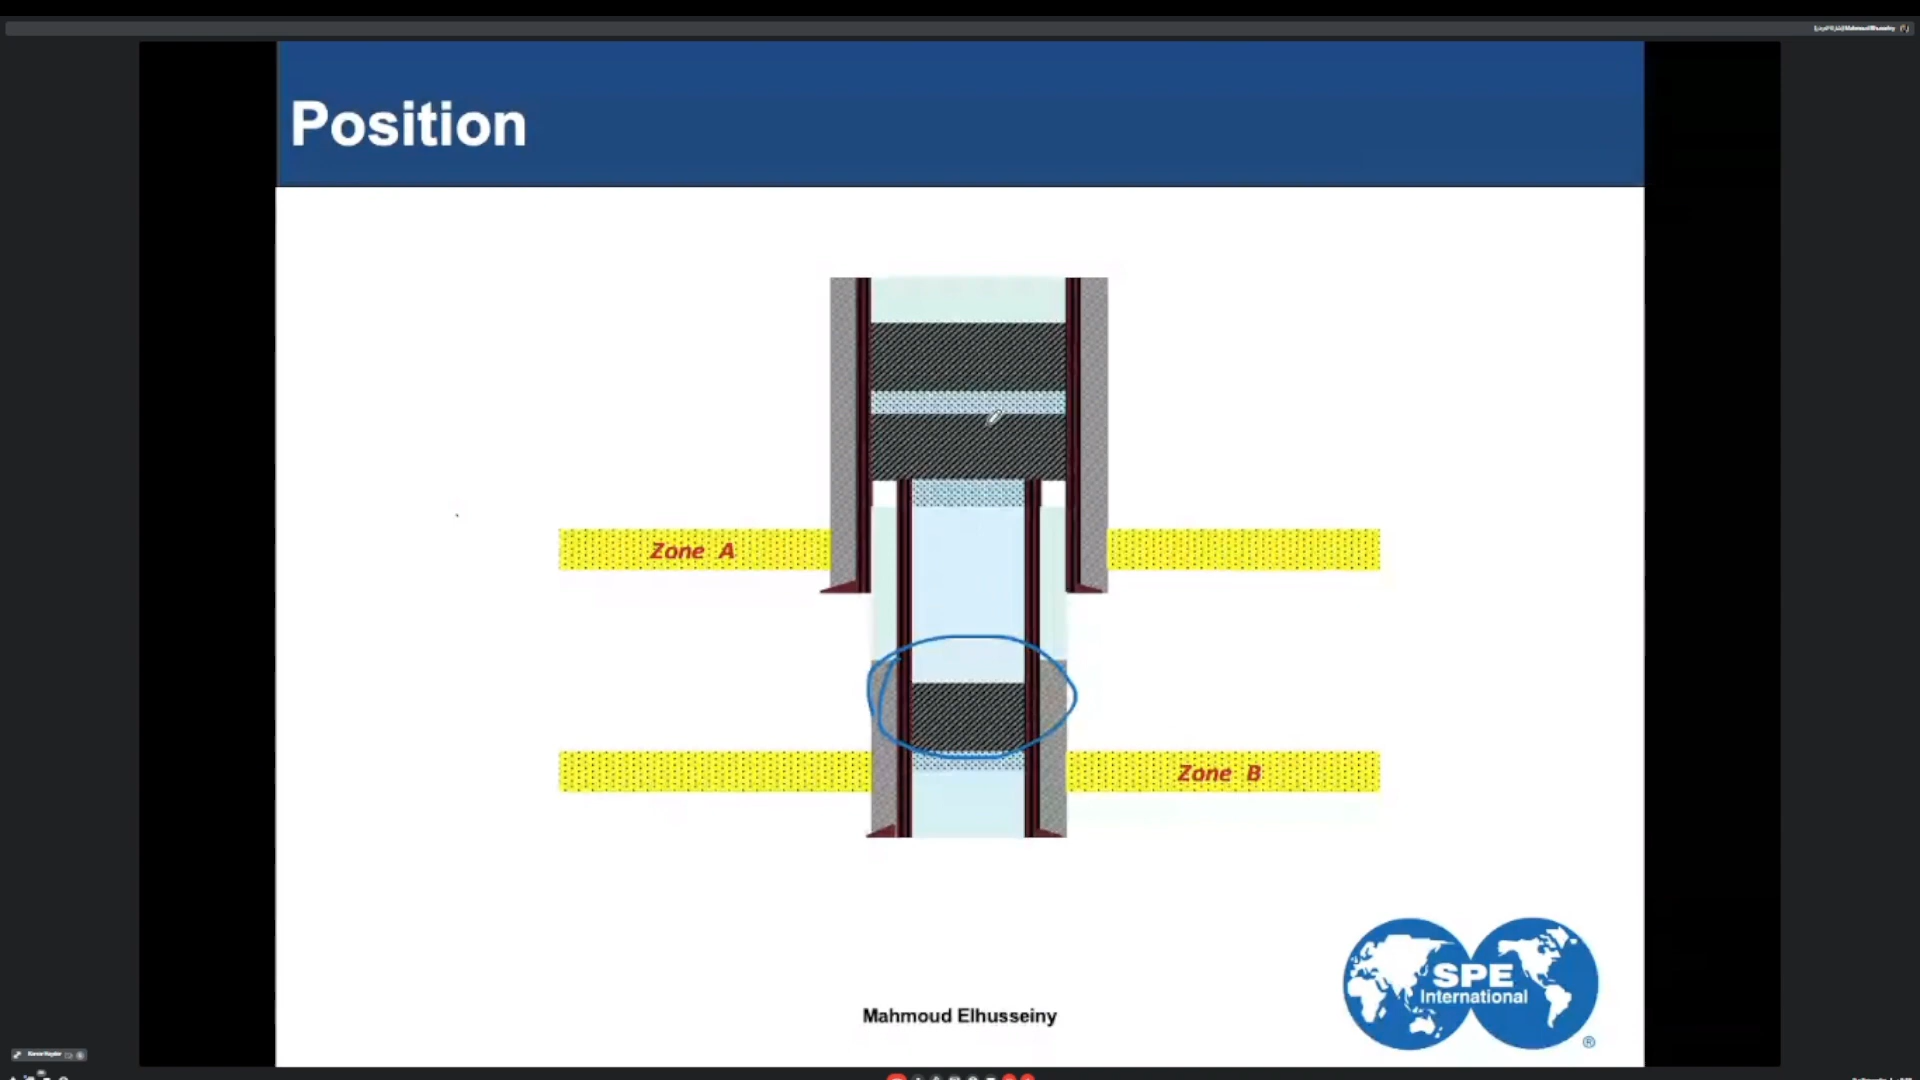 Position
Zone A
Zone B
SPE
International
®
Mahmoud Elhusseiny